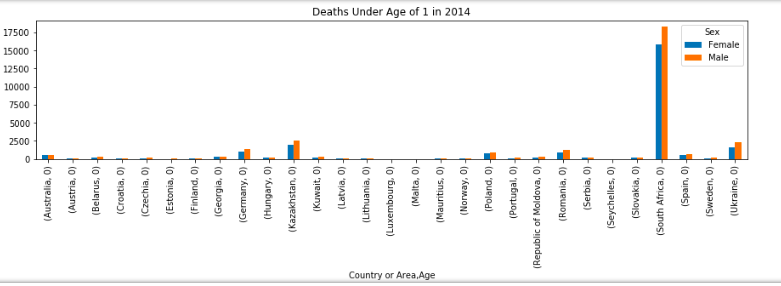 Deaths Under Age of 1 in 2014
17500
15000
12500
10000
7500
5000
2500
0
Sex
Female
Male
(Australia, 0)
(Austria, 0)
(Belarus, 0)
(Croatia, 0)
(Czechia, 0)
(Estonia, 0)
(Finland, 0)
(Georgia, 0)
(Germany, 0)
(Hungary, 0)
(Kazakhstan, 0)
(Kuwait, 0)
(Latvia, 0)
(Lithuania, 0)
(Luxembourg, 0)
(Malta, 0)
(Mauritius, 0)
(Norway, 0)
(Poland, 0)
(Portugal, 0)
(Republic of Moldova, 0)
(Romania, 0)
(Serbia, 0)
(Seychelles, 0)
(Slovakia, 0)
(South Africa, 0)
(Spain, 0)
(Sweden, 0)
(Ukraine, 0)
Country or Area,Age